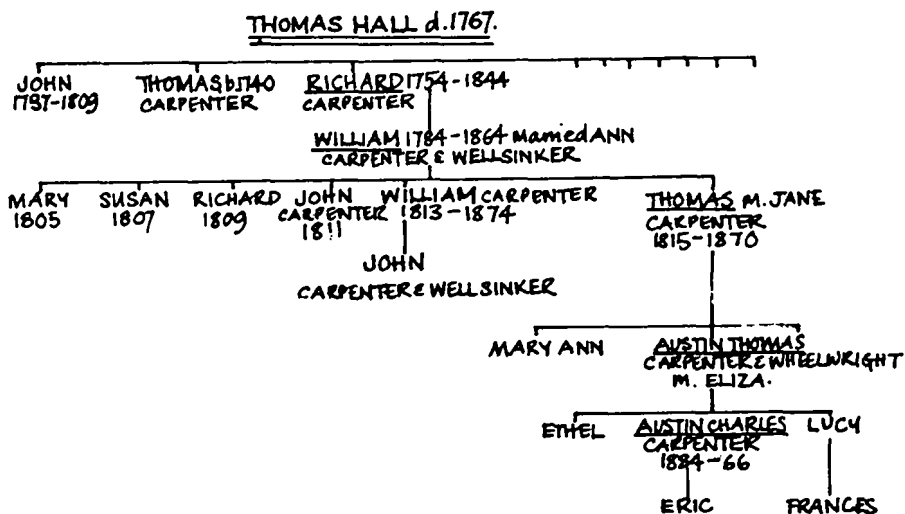 THOMAS HALL d.1767.
JOHN THOMAS b1740 RICHARD 1754-1844
1737-1809 CARPENTER CARPENTER
WILLIAM 1784-1864 Married ANN
CARPENTER & WELLSINKER
MARY SUSAN RICHARD JOHN WILLIAM CARPENTER THOMAS M. JANE
1805 1807 1809 CARPENTER 1813-1874 CARPENTER
1811 1815-1870
JOHN
CARPENTER & WELLSINKER
MARY ANN AUSTIN THOMAS
CARPENTER & WHEELWRIGHT
M. ELIZA.
ETHEL AUSTIN CHARLES LUCY
CARPENTER
1884-66
ERIC FRANCES